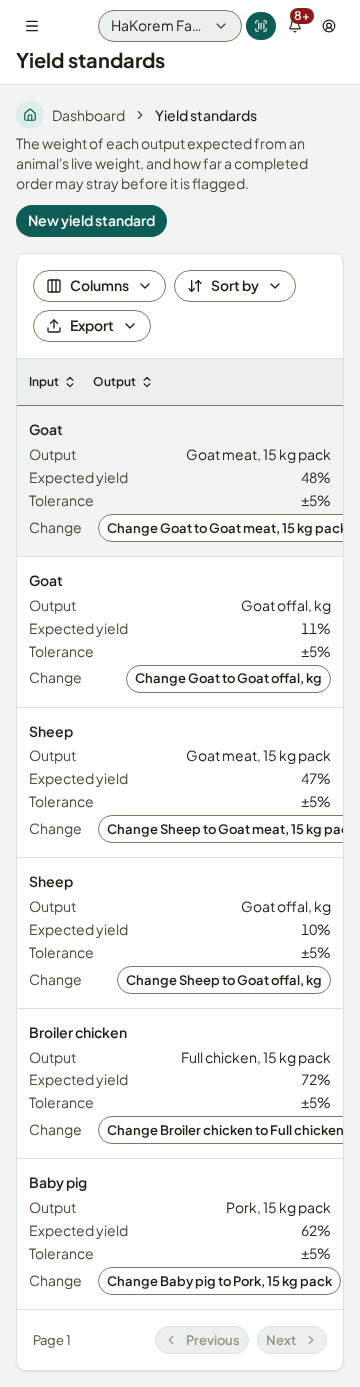 HaKorem Fa...
8+
Yield standards
Dashboard > Yield standards
The weight of each output expected from an
animal's live weight, and how far a completed
order may stray before it is flagged.
New yield standard
Columns
Sort by
Export
Input Output
Goat
Output Goat meat, 15 kg pack
Expected yield 48%
Tolerance ±5%
Change Change Goat to Goat meat, 15 kg pack
Goat
Output Goat offal, kg
Expected yield 11%
Tolerance ±5%
Change Change Goat to Goat offal, kg
Sheep
Output Goat meat, 15 kg pack
Expected yield 47%
Tolerance ±5%
Change Change Sheep to Goat meat, 15 kg pac
Sheep
Output Goat offal, kg
Expected yield 10%
Tolerance ±5%
Change Change Sheep to Goat offal, kg
Broiler chicken
Output Full chicken, 15 kg pack
Expected yield 72%
Tolerance ±5%
Change Change Broiler chicken to Full chicken
Baby pig
Output Pork, 15 kg pack
Expected yield 62%
Tolerance ±5%
Change Change Baby pig to Pork, 15 kg pack
Page 1 Previous Next